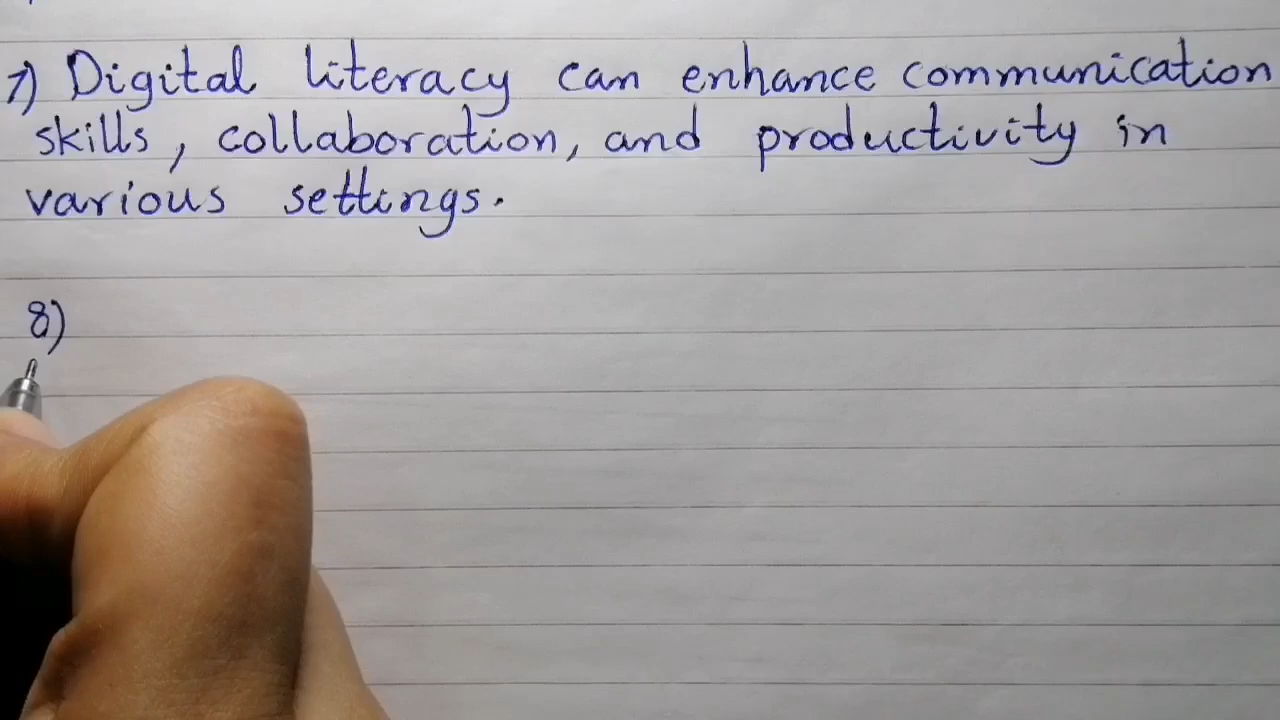 7) Digital literacy can enhance communication
skills, collaboration, and productivity in
various settings.
8)